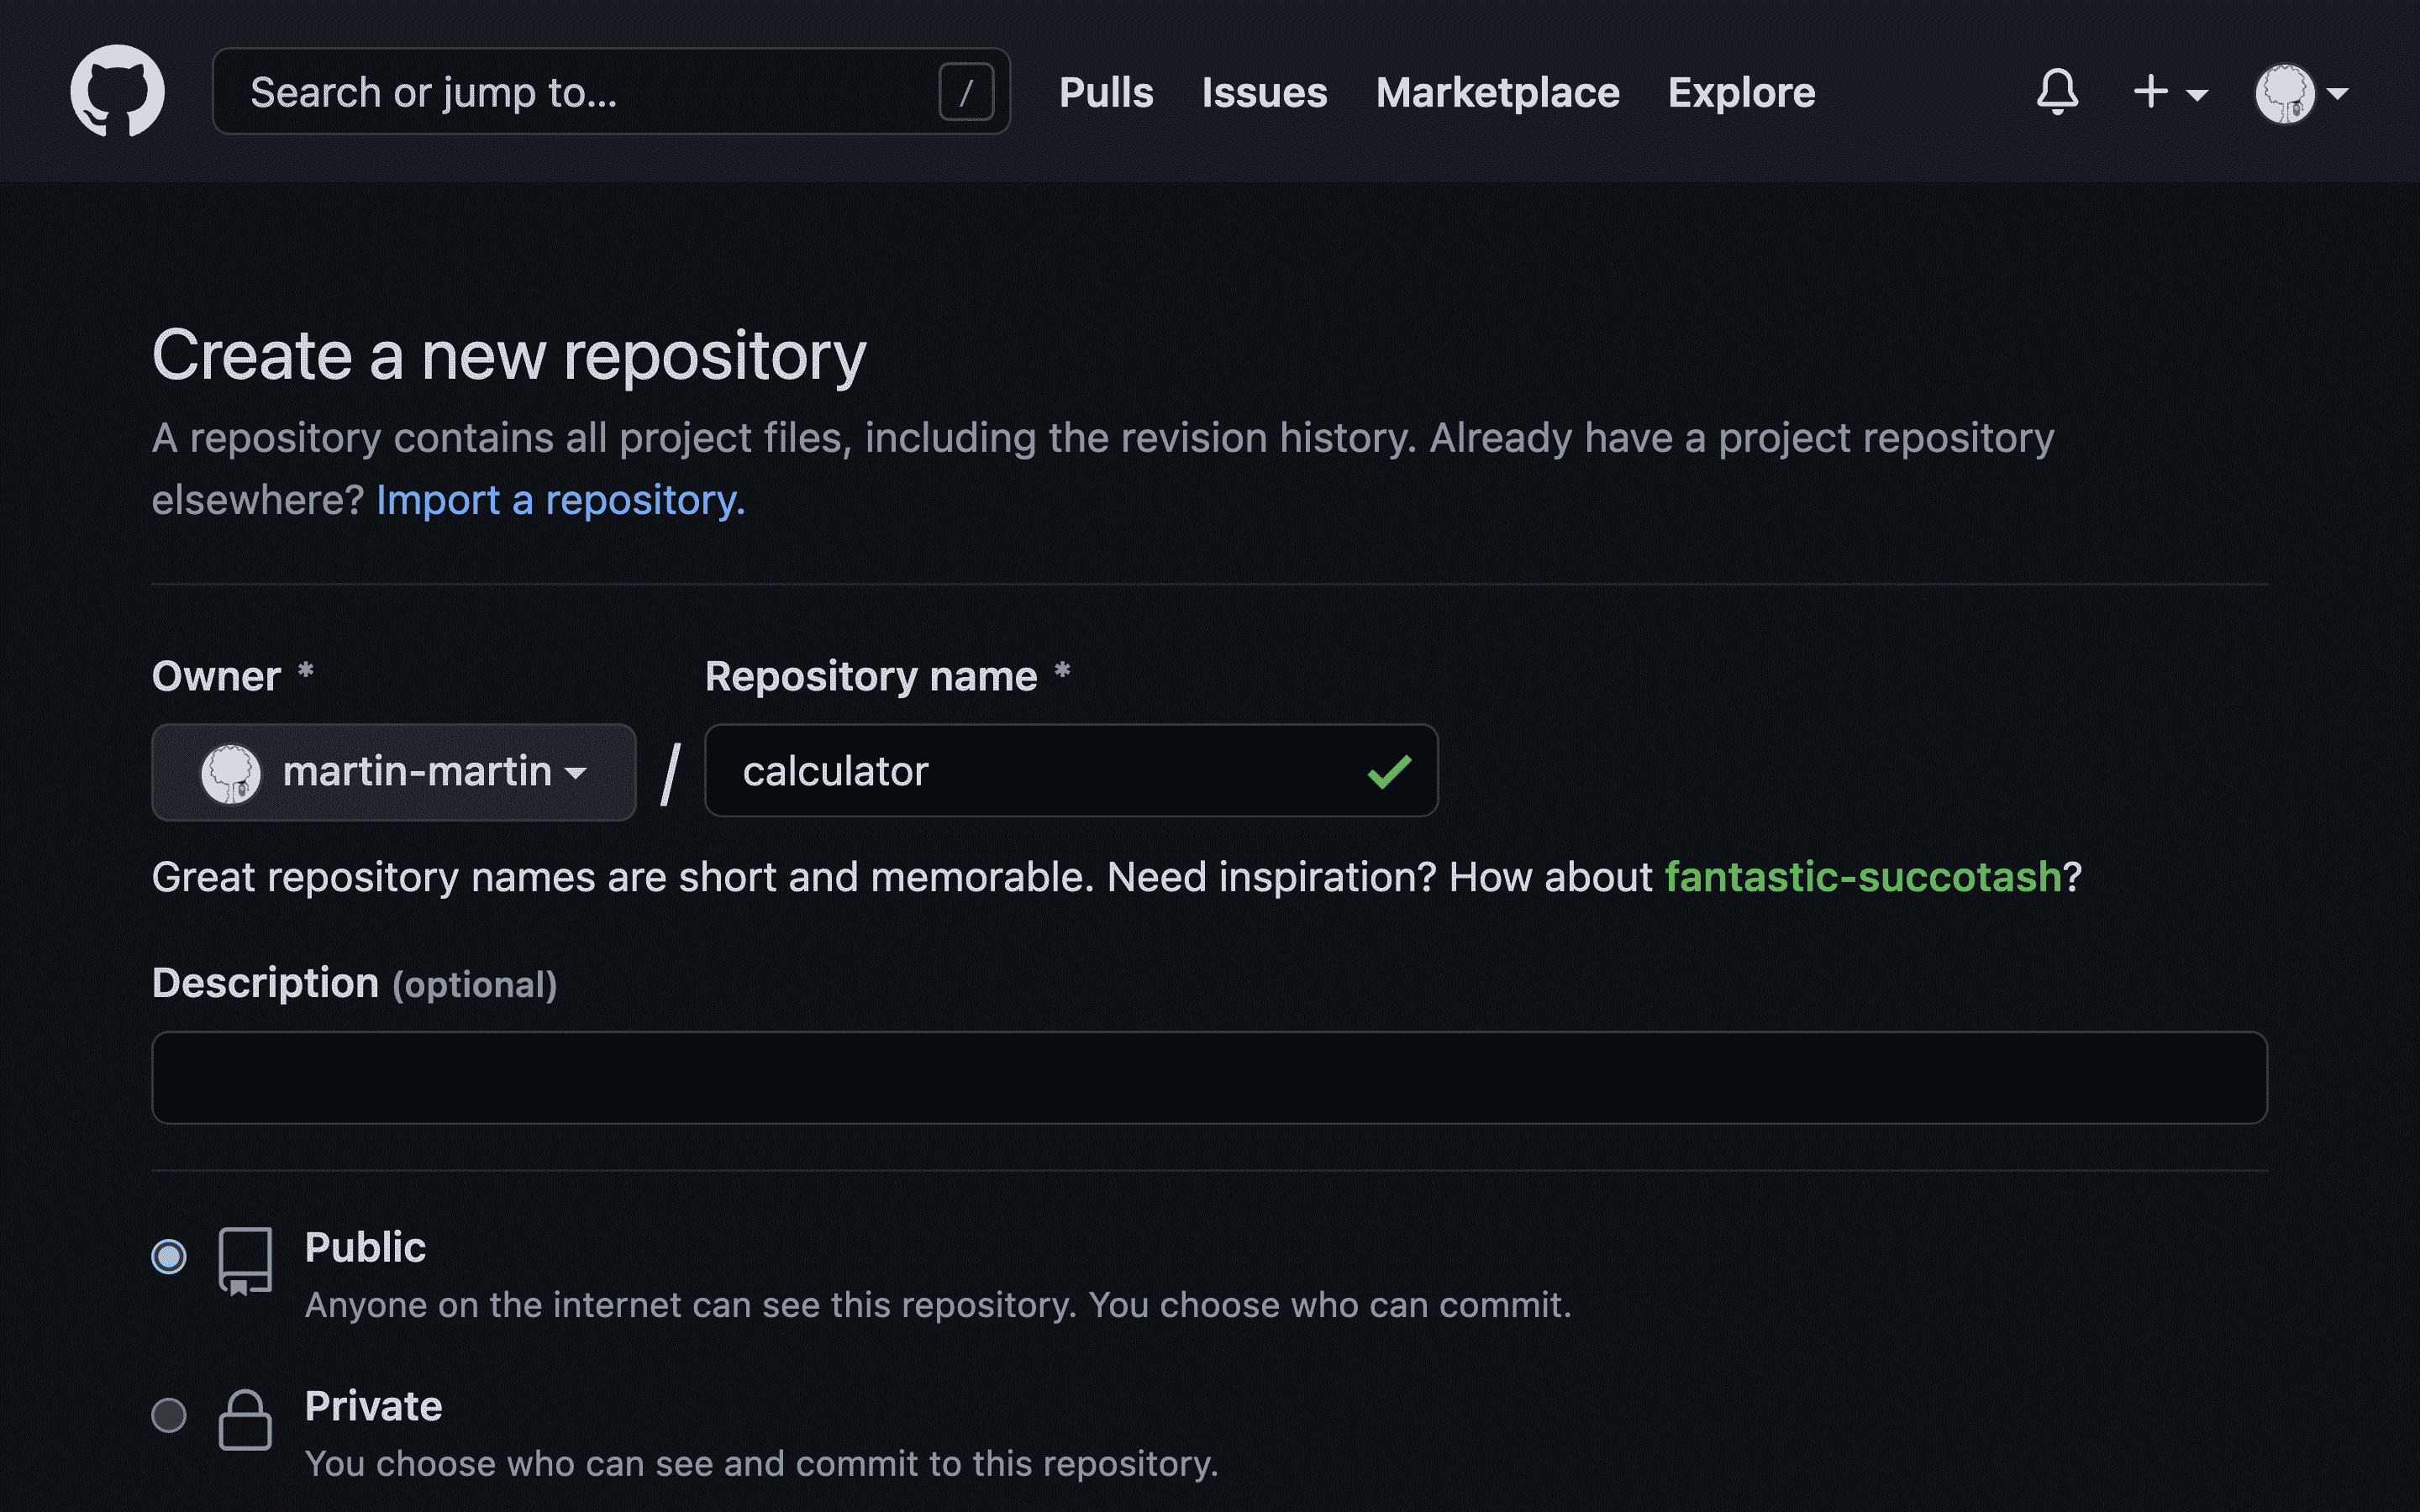 Search or jump to... /
Pulls Issues Marketplace Explore
Create a new repository
A repository contains all project files, including the revision history. Already have a project repository
elsewhere? Import a repository.
Owner * Repository name *
martin-martin / calculator
Great repository names are short and memorable. Need inspiration? How about fantastic-succotash?
Description (optional)
Public
Anyone on the internet can see this repository. You choose who can commit.
Private
You choose who can see and commit to this repository.